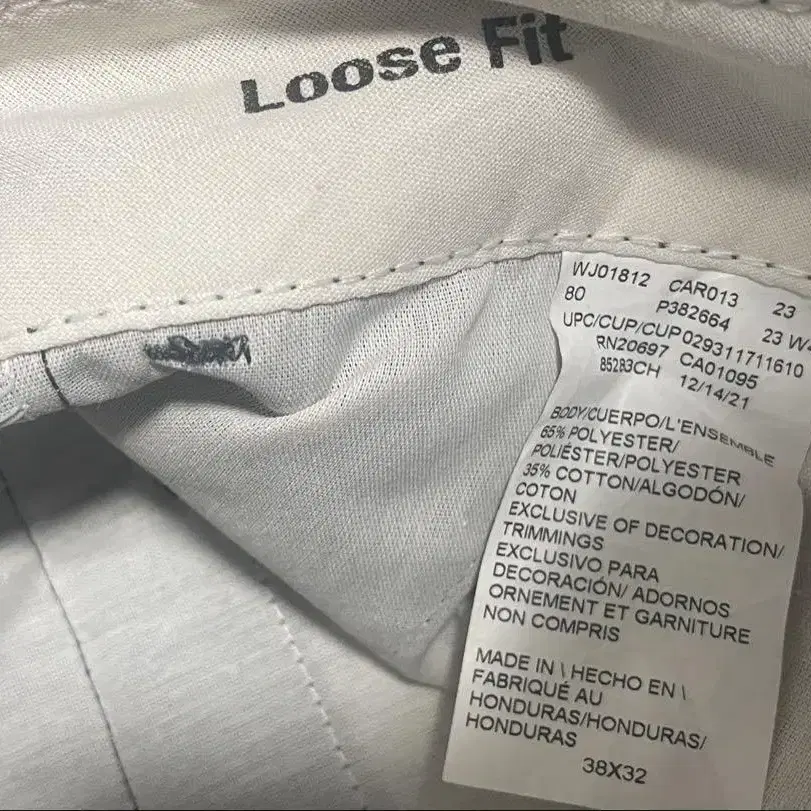 Loose Fit
WJ01812 CAR013 23
80 P382664 23
UPC/CUP/CUP 029311711610
RN20697 CA01095
85283CH 12/14/21
BODY/CUERPO/L'ENSEMBLE
65% POLYESTER/
POLIÉSTER/POLYESTER
35% COTTON/ALGODÓN/
COTON
EXCLUSIVE OF DECORATION/
TRIMMINGS
EXCLUSIVO PARA
DECORACIÓN/ ADORNOS
ORNEMENT ET GARNITURE
NON COMPRIS
MADE IN \ HECHO EN \
FABRIQUÉ AU
HONDURAS/HONDURAS/
HONDURAS
38X32